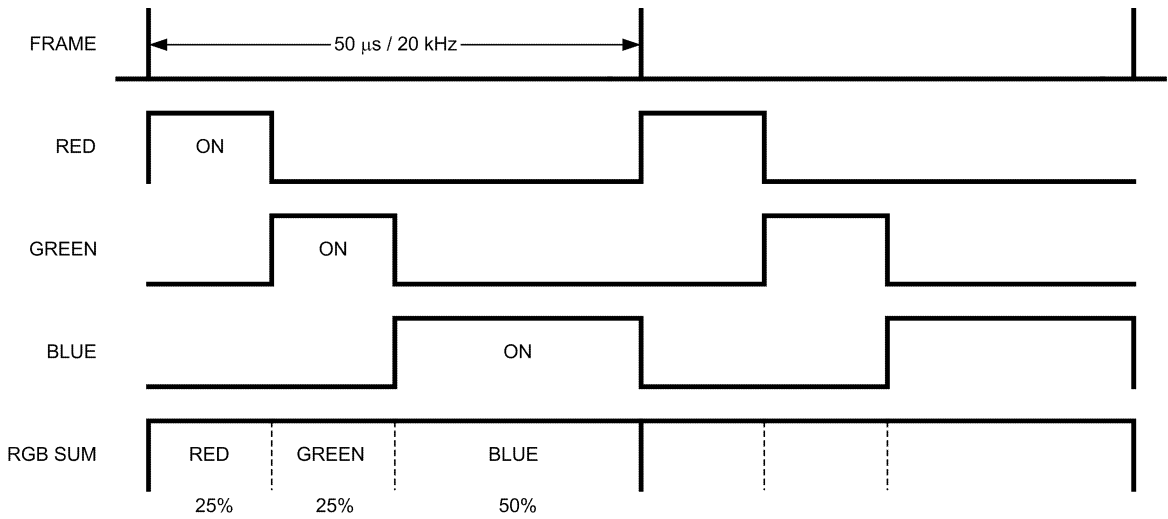 FRAME
50 μs / 20 kHz
RED
ON
GREEN
ON
BLUE
ON
RGB SUM
RED
GREEN
BLUE
25%
25%
50%